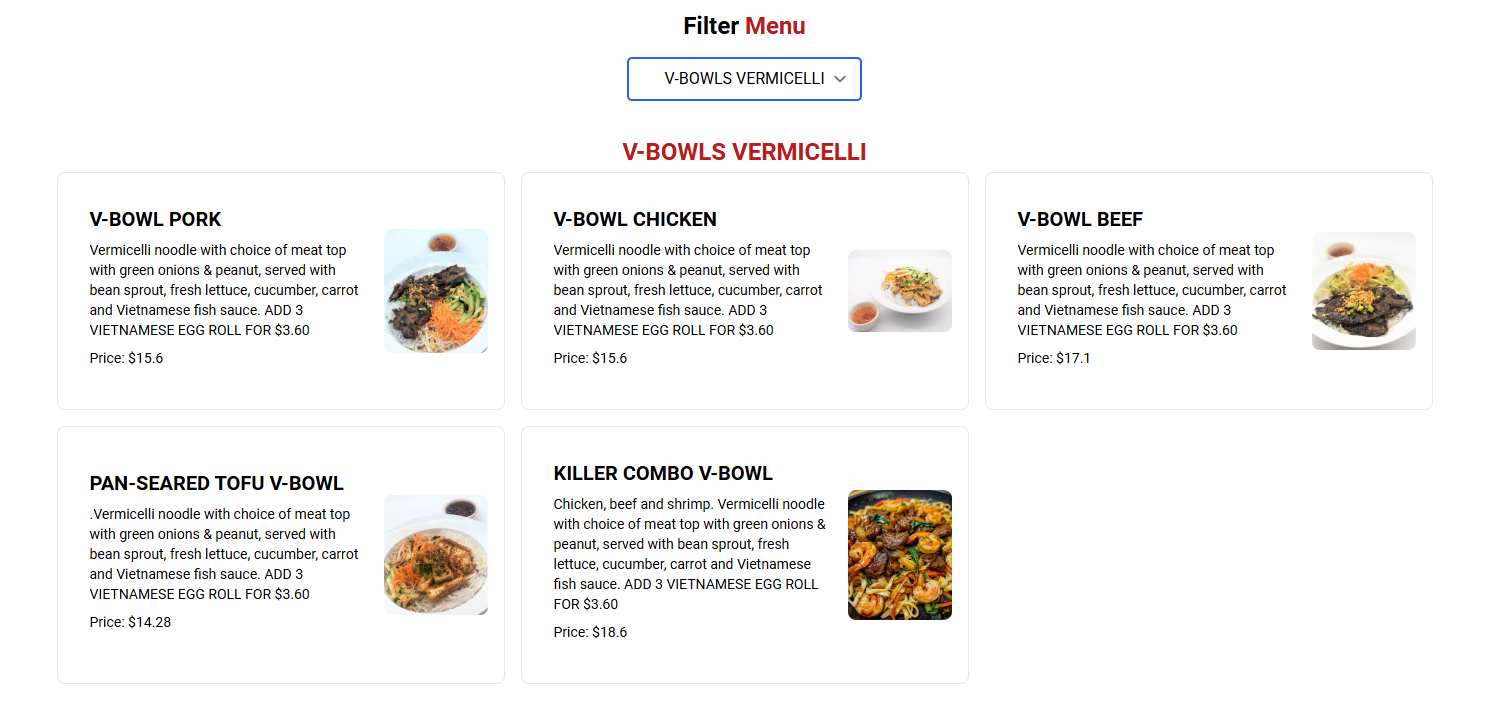 Filter Menu
V-BOWLS VERMICELLI
V-BOWLS VERMICELLI
V-BOWL PORK
Vermicelli noodle with choice of meat top
with green onions & peanut, served with
bean sprout, fresh lettuce, cucumber, carrot
and Vietnamese fish sauce. ADD 3
VIETNAMESE EGG ROLL FOR $3.60
Price: $15.6
V-BOWL CHICKEN
Vermicelli noodle with choice of meat top
with green onions & peanut, served with
bean sprout, fresh lettuce, cucumber, carrot
and Vietnamese fish sauce. ADD 3
VIETNAMESE EGG ROLL FOR $3.60
Price: $15.6
V-BOWL BEEF
Vermicelli noodle with choice of meat top
with green onions & peanut, served with
bean sprout, fresh lettuce, cucumber, carrot
and Vietnamese fish sauce. ADD 3
VIETNAMESE EGG ROLL FOR $3.60
Price: $17.1
PAN-SEARED TOFU V-BOWL
.Vermicelli noodle with choice of meat top
with green onions & peanut, served with
bean sprout, fresh lettuce, cucumber, carrot
and Vietnamese fish sauce. ADD 3
VIETNAMESE EGG ROLL FOR $3.60
Price: $14.28
KILLER COMBO V-BOWL
Chicken, beef and shrimp. Vermicelli noodle
with choice of meat top with green onions &
peanut, served with bean sprout, fresh
lettuce, cucumber, carrot and Vietnamese
fish sauce. ADD 3 VIETNAMESE EGG ROLL
FOR $3.60
Price: $18.6